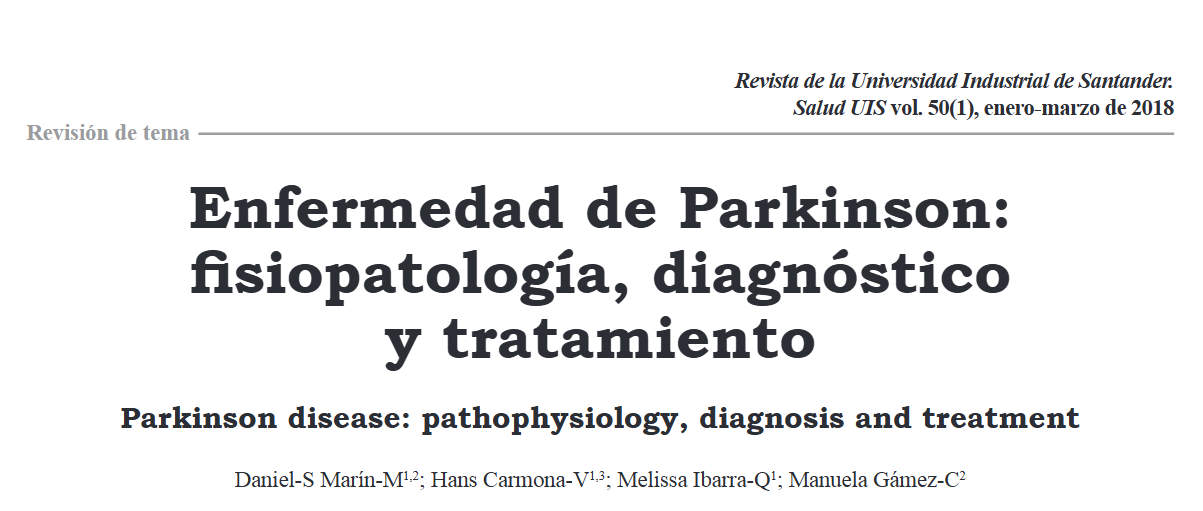 Revista de la Universidad Industrial de Santander.
Salud UIS vol. 50(1), enero-marzo de 2018
Revisión de tema
Enfermedad de Parkinson:
fisiopatología, diagnóstico
y tratamiento
Parkinson disease: pathophysiology, diagnosis and treatment
Daniel-S Marín-M1,2; Hans Carmona-V1,3; Melissa Ibarra-Q1; Manuela Gámez-C2